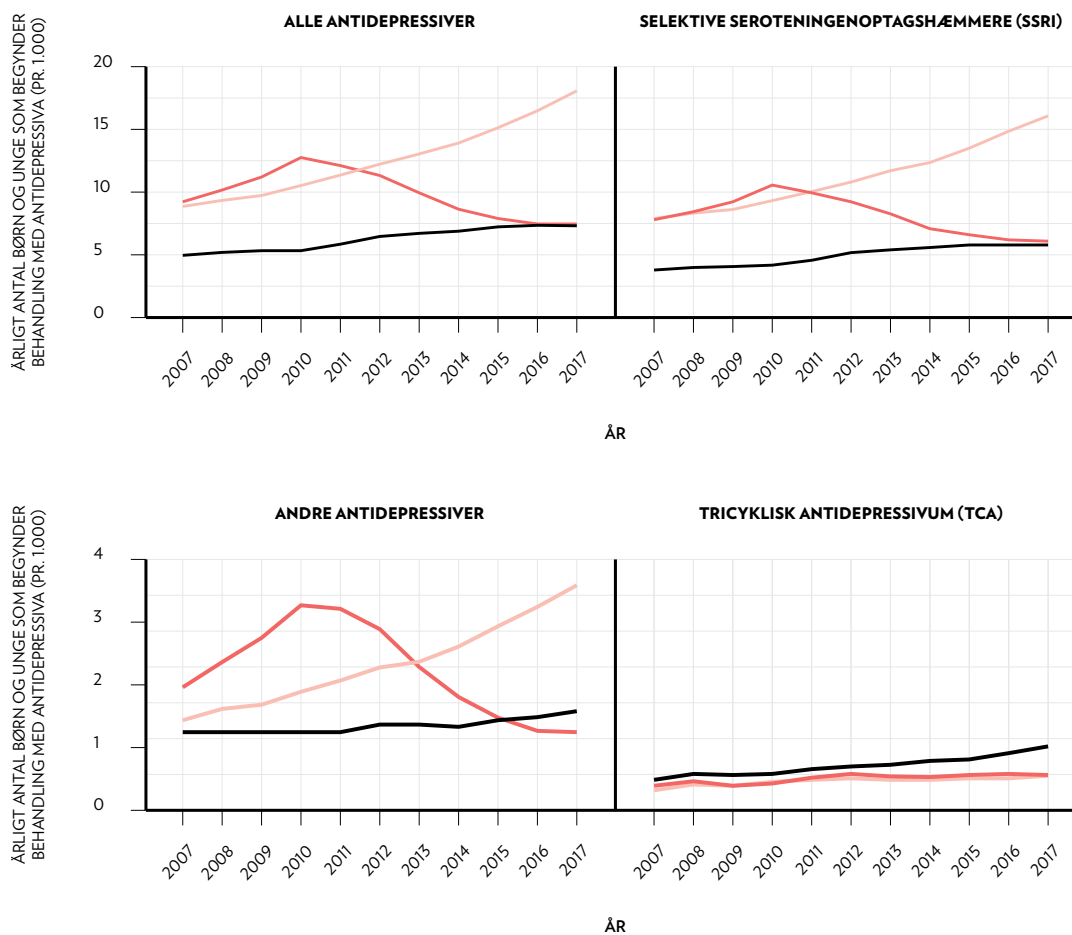 ALLE ANTIDEPRESSIVER
SELEKTIVE SEROTENINGENOPTAGSHÆMMERE (SSRI)
ÅRLIGT ANTAL BØRN OG UNGE SOM BEGYNDER
BEHANDLING MED ANTIDEPRESSIVA (PR. 1.000)
20
15
10
5
0
2007 2008 2009 2010 2011 2012 2013 2014 2015 2016 2017
2007 2008 2009 2010 2011 2012 2013 2014 2015 2016 2017
ÅR
ANDRE ANTIDEPRESSIVER
TRICYKLISK ANTIDEPRESSIVUM (TCA)
ÅRLIGT ANTAL BØRN OG UNGE SOM BEGYNDER
BEHANDLING MED ANTIDEPRESSIVA (PR. 1.000)
4
3
2
1
0
2007 2008 2009 2010 2011 2012 2013 2014 2015 2016 2017
2007 2008 2009 2010 2011 2012 2013 2014 2015 2016 2017
ÅR